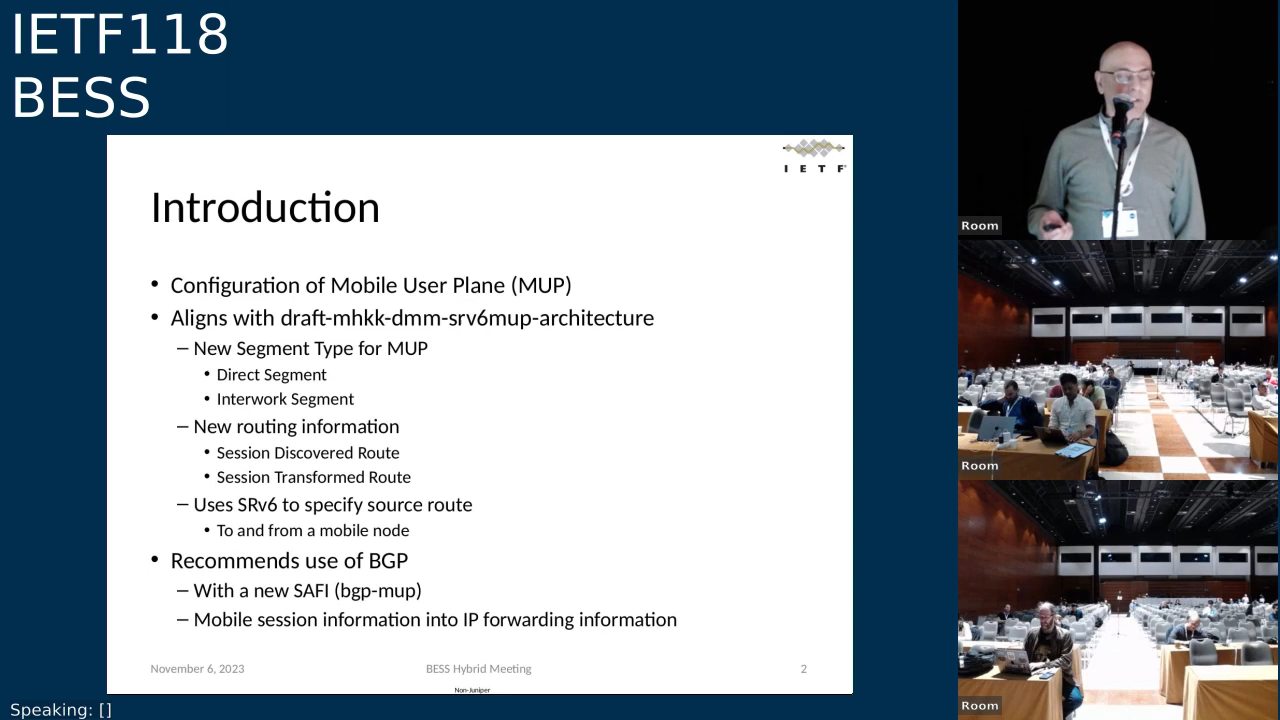 IETF118
BESS
I E T F
Introduction
• Configuration of Mobile User Plane (MUP)
• Aligns with draft-mhkk-dmm-srv6mup-architecture
– New Segment Type for MUP
• Direct Segment
• Interwork Segment
– New routing information
• Session Discovered Route
• Session Transformed Route
– Uses SRv6 to specify source route
• To and from a mobile node
• Recommends use of BGP
– With a new SAFI (bgp-mup)
– Mobile session information into IP forwarding information
November 6, 2023 BESS Hybrid Meeting 2
Non-Juniper
Speaking: []
Room
Room
Room